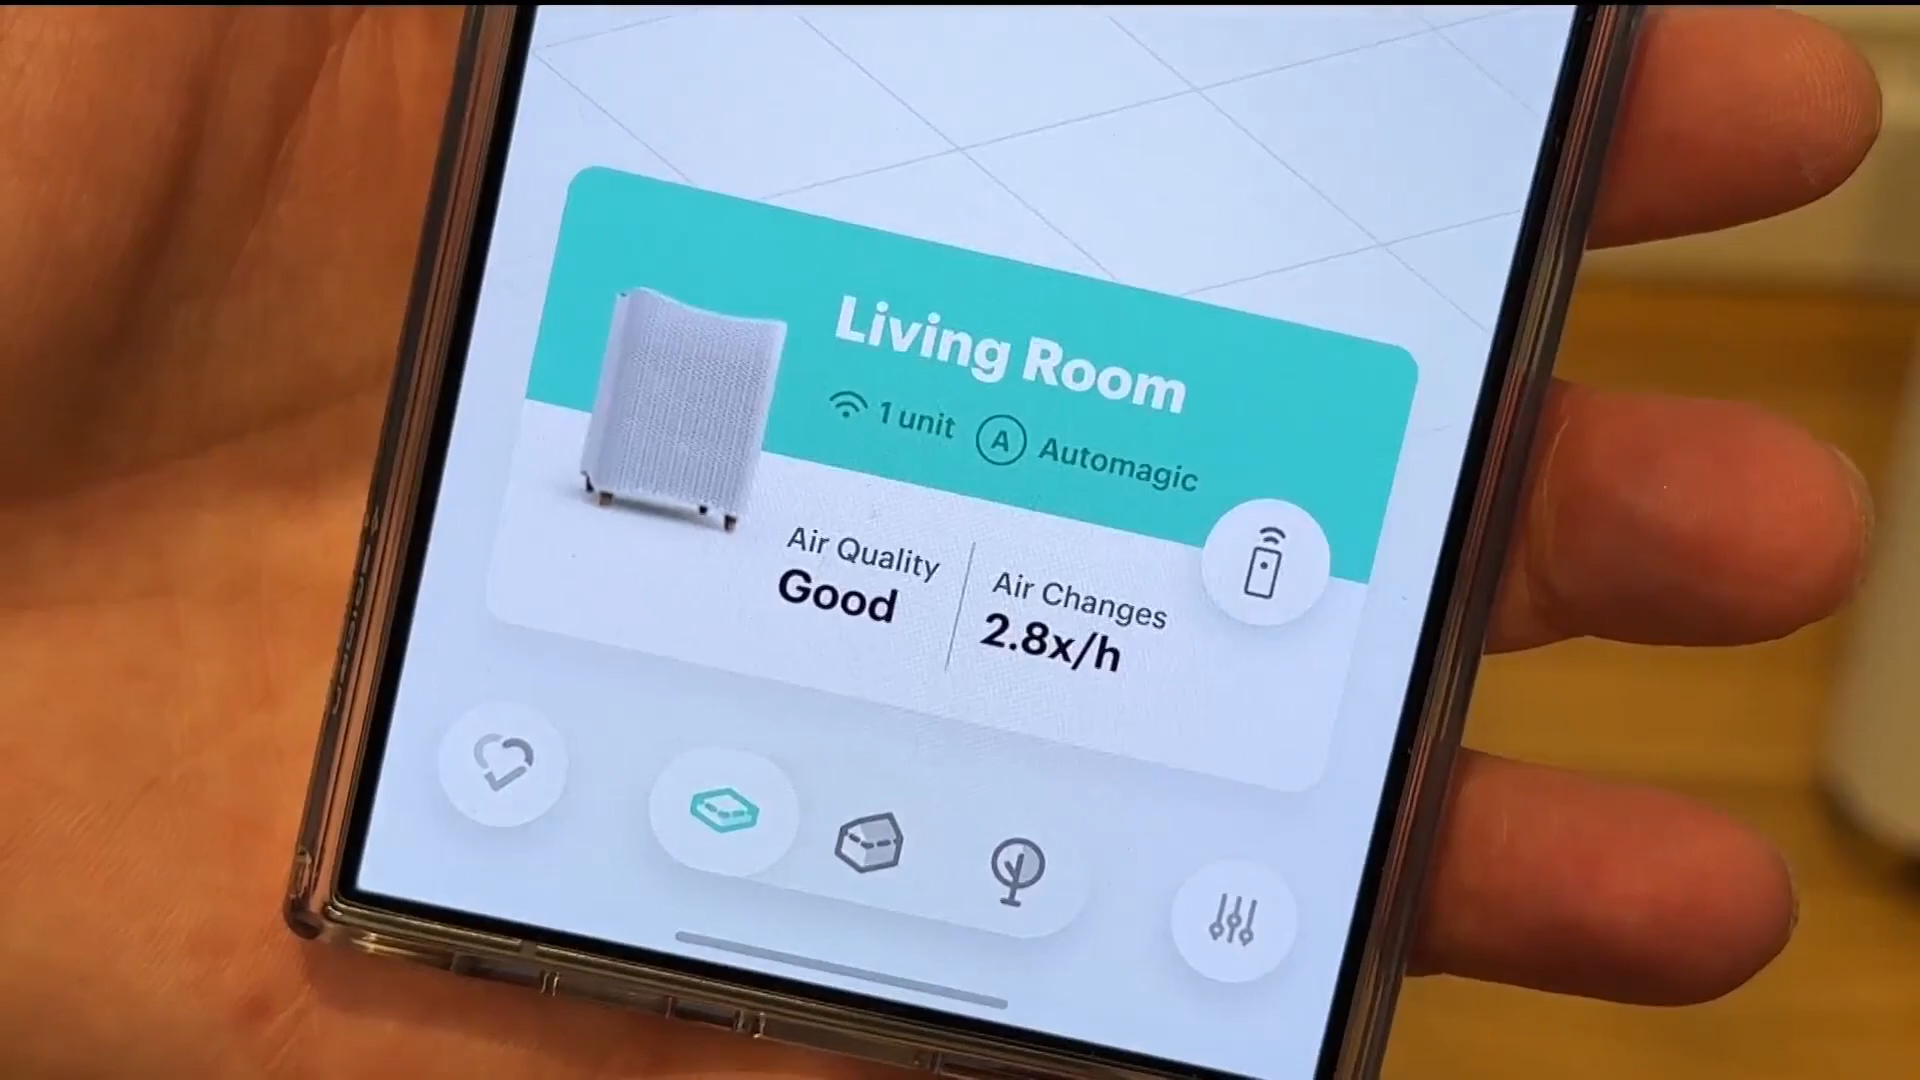 Living Room
1 unit A Automagic
Air Quality
Good
Air Changes
2.8x/h